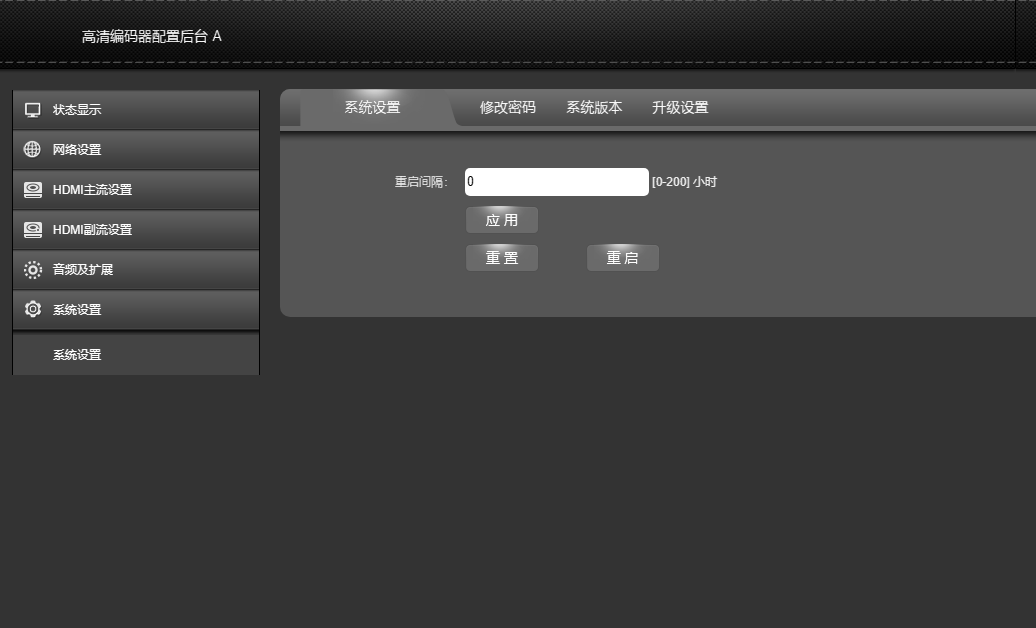 高清编码器配置后台 A
状态显示
网络设置
HDMI主流设置
HDMI副流设置
音频及扩展
系统设置
系统设置
系统设置 修改密码 系统版本 升级设置
重启间隔: 0 [0-200] 小时
应 用
重 置 重 启